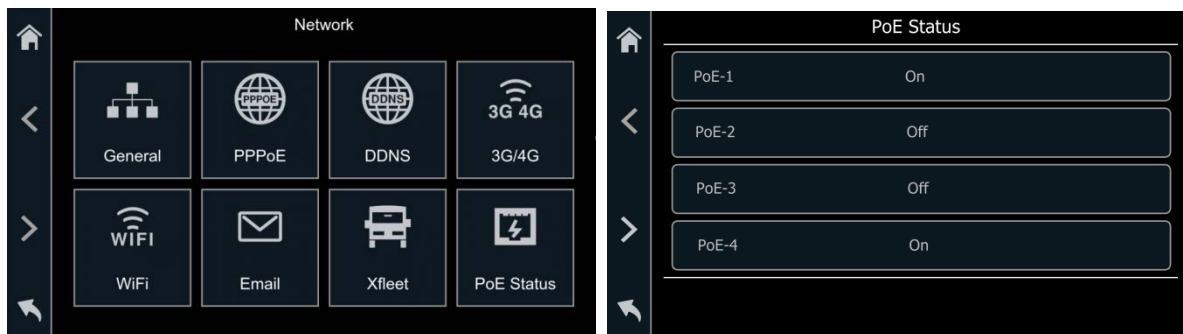 Network
PPPOE
DDNS
3G 4G
General
PPPoE
DDNS
3G/4G
WIFI
WiFi
Email
Xfleet
PoE Status
PoE Status
PoE-1 On
PoE-2 Off
PoE-3 Off
PoE-4 On